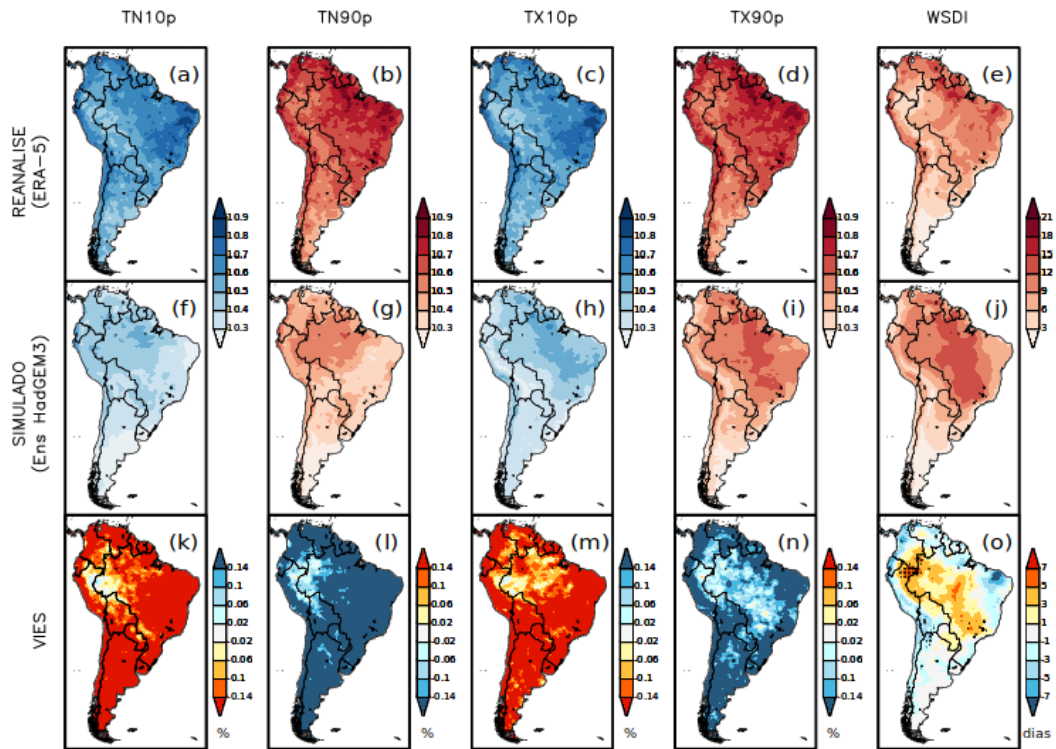 TN10p TN90p TX10p TX90p WSDI
REANALISE
(ERA-5)
(a) (b) (c) (d) (e)
10.9 10.9 10.9 10.9 21
10.8 10.8 10.8 10.8 18
10.7 10.7 10.7 10.7 15
10.6 10.6 10.6 10.6 12
10.5 10.5 10.5 10.5 9
10.4 10.4 10.4 10.4 6
10.3 10.3 10.3 10.3 3
SIMULADO
(Ens HadGEM3)
(f) (g) (h) (i) (j)
VIES
(k) (l) (m) (n) (o)
0.14 0.14 0.14 0.14 7
0.1 0.1 0.1 0.1 5
0.06 0.06 0.06 0.06 3
0.02 0.02 0.02 0.02 1
-0.02 -0.02 -0.02 -0.02 -1
-0.06 -0.06 -0.06 -0.06 -3
-0.1 -0.1 -0.1 -0.1 -5
-0.14 -0.14 -0.14 -0.14 -7
% % % % dias